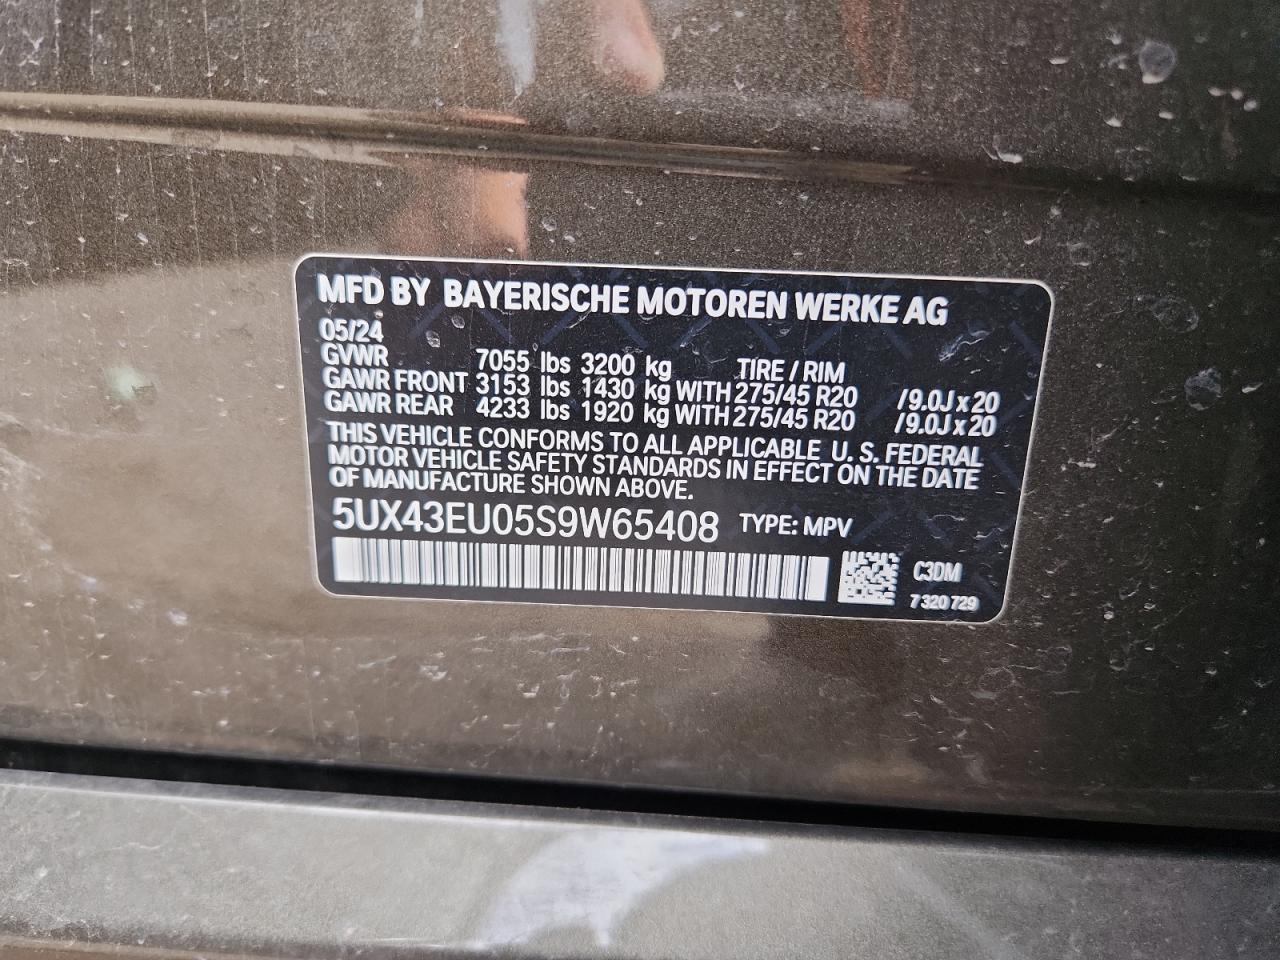 MFD BY BAYERISCHE MOTOREN WERKE AG
05/24
GVWR 7055 lbs 3200 kg TIRE / RIM
GAWR FRONT 3153 lbs 1430 kg WITH 275/45 R20 /9.0J x 20
GAWR REAR 4233 lbs 1920 kg WITH 275/45 R20 /9.0J x 20
THIS VEHICLE CONFORMS TO ALL APPLICABLE U. S. FEDERAL
MOTOR VEHICLE SAFETY STANDARDS IN EFFECT ON THE DATE
OF MANUFACTURE SHOWN ABOVE.
5UX43EU05S9W65408 TYPE: MPV
C3DM
7 320 729